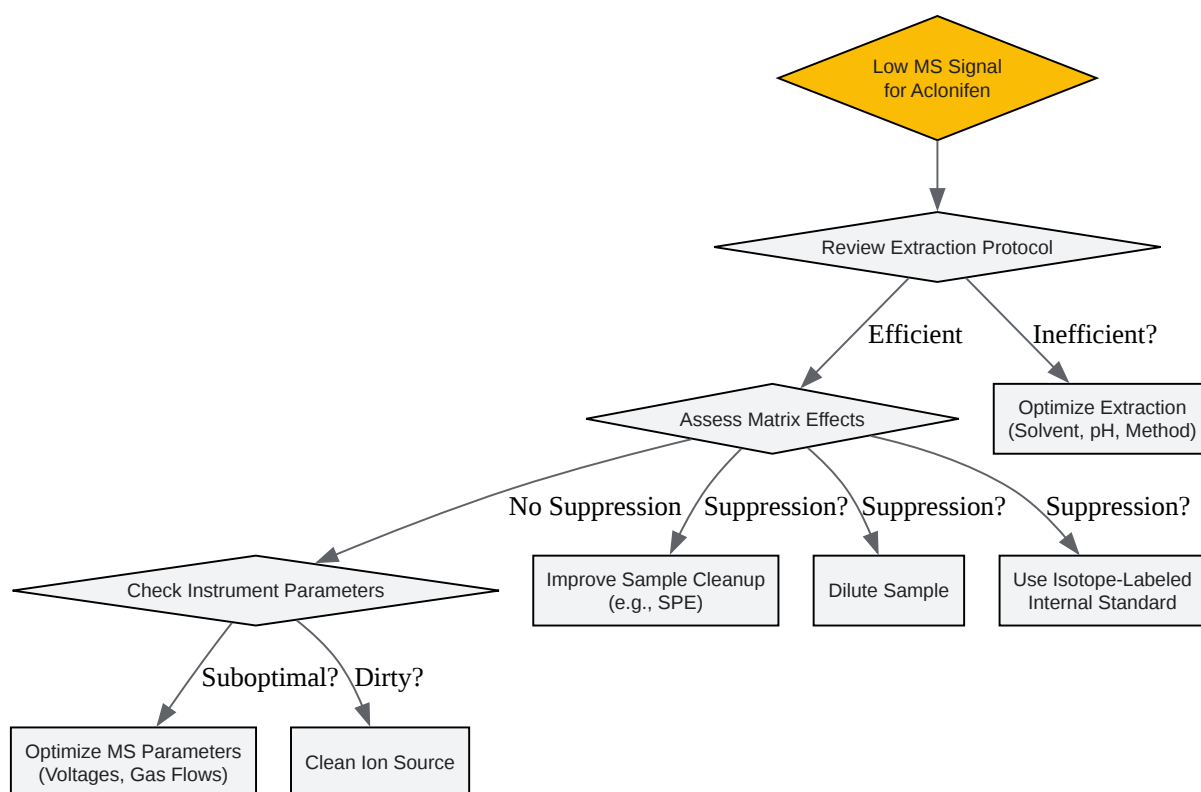 Low MS Signal
for Aclonifen
Review Extraction Protocol
Efficient
Inefficient?
Assess Matrix Effects
Optimize Extraction
(Solvent, pH, Method)
No Suppression
Suppression?
Suppression?
Suppression?
Check Instrument Parameters
Improve Sample Cleanup
(e.g., SPE)
Dilute Sample
Use Isotope-Labeled
Internal Standard
Suboptimal?
Dirty?
Optimize MS Parameters
(Voltages, Gas Flows)
Clean Ion Source